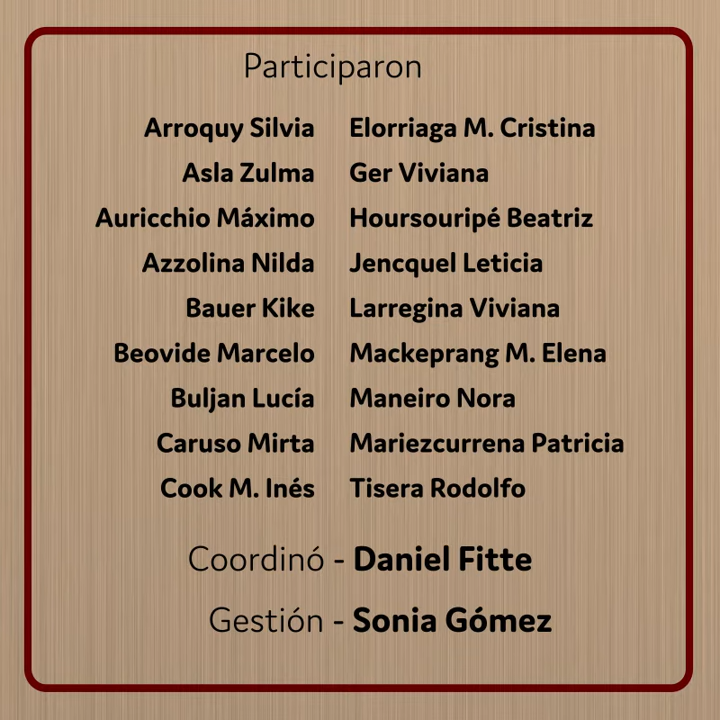 Participaron
Arroquy Silvia
Asla Zulma
Auricchio Máximo
Azzolina Nilda
Bauer Kike
Beovide Marcelo
Buljan Lucía
Caruso Mirta
Cook M. Inés
Elorriaga M. Cristina
Ger Viviana
Hoursouripé Beatriz
Jencquel Leticia
Larregina Viviana
Mackeprang M. Elena
Maneiro Nora
Mariezcurrena Patricia
Tisera Rodolfo
Coordinó - Daniel Fitte
Gestión - Sonia Gómez